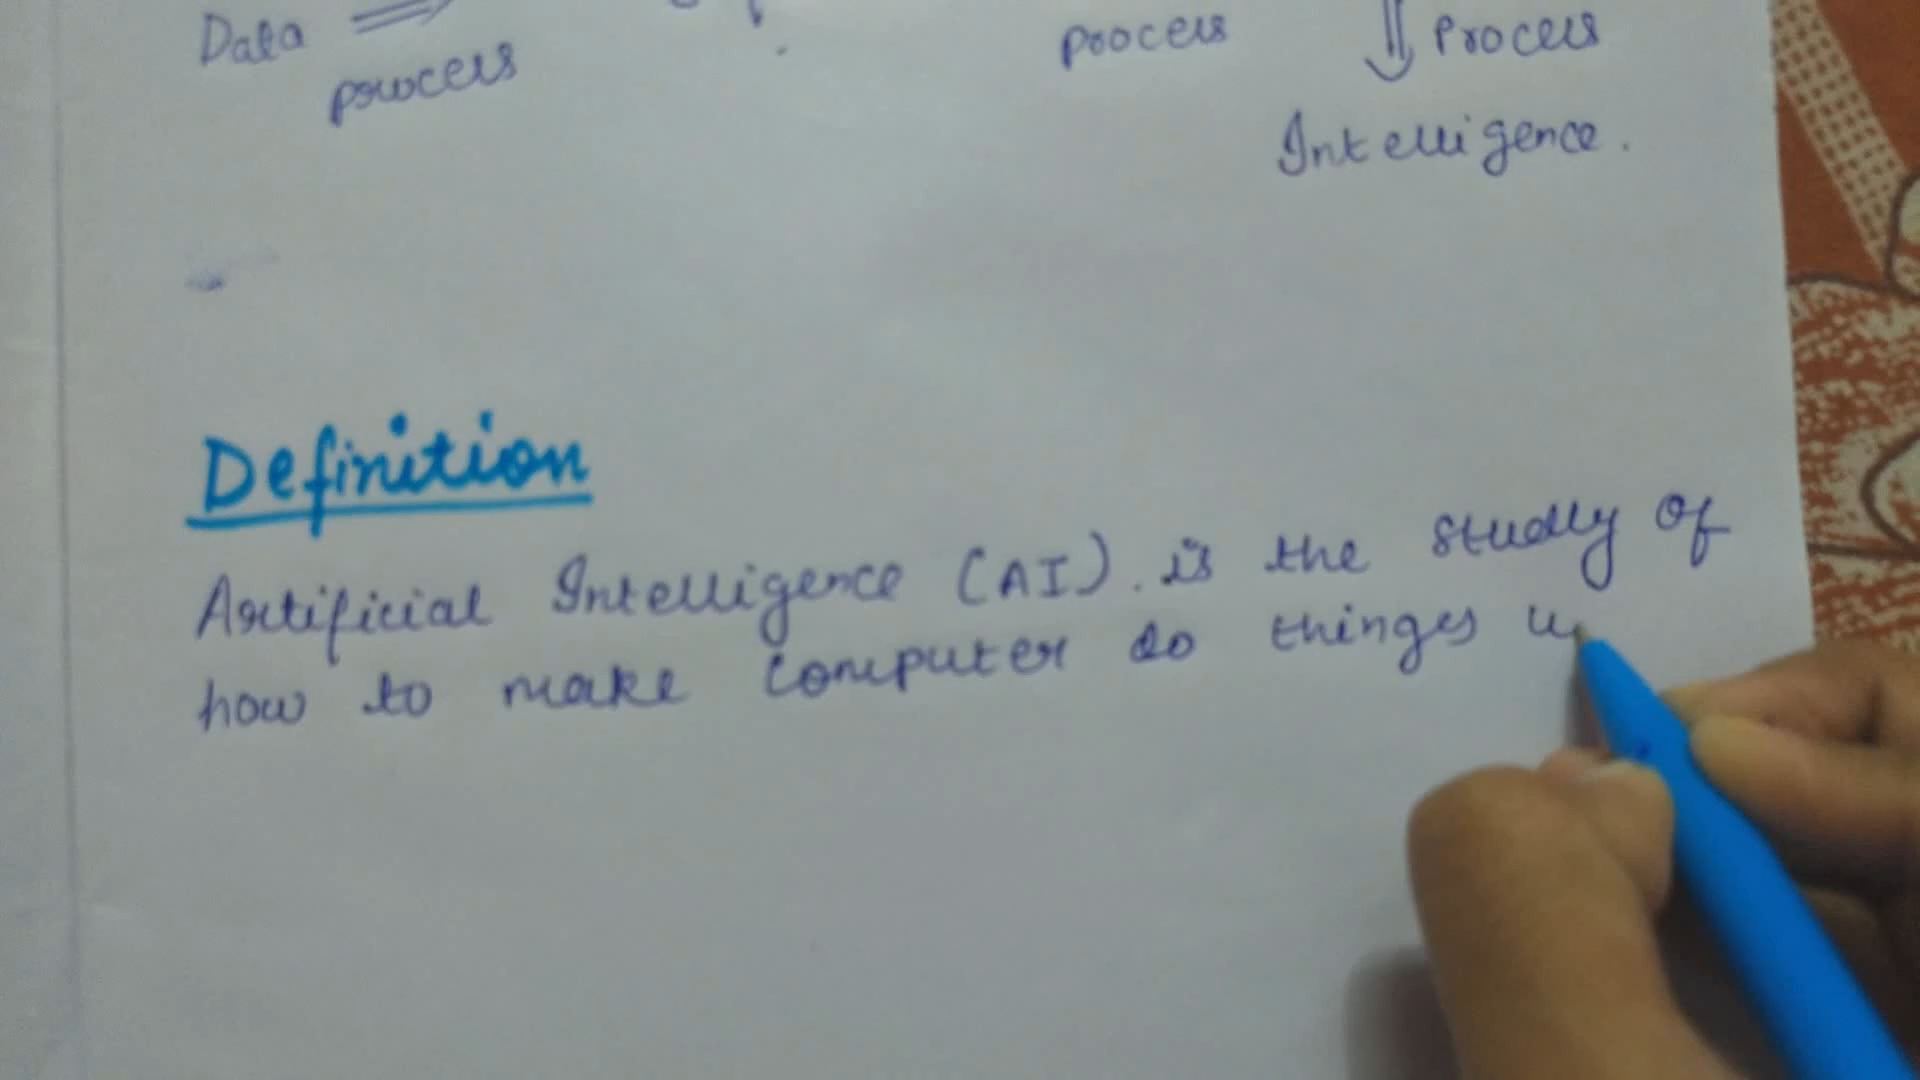 Data process process Process
Intelligence.
Definition
Artificial Intelligence (AI). is the study of
how to make computer do thinges